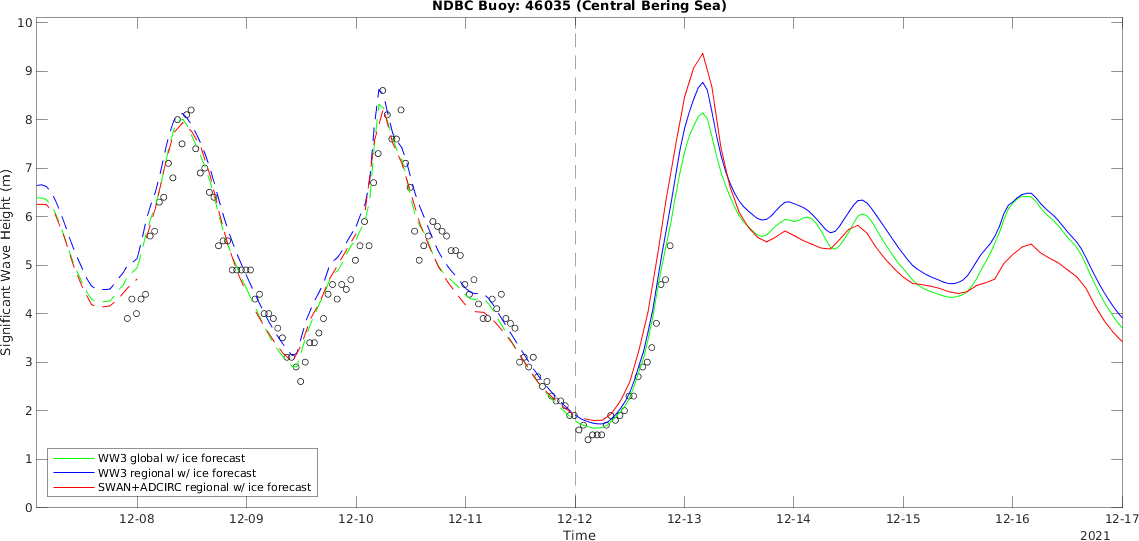 NDBC Buoy: 46035 (Central Bering Sea)
10
9
8
7
6
5
4
3
2
1
0
Significant Wave Height (m)
WW3 global w/ ice forecast
WW3 regional w/ ice forecast
SWAN+ADCIRC regional w/ ice forecast
12-08 12-09 12-10 12-11 12-12 12-13 12-14 12-15 12-16 12-17
Time
2021